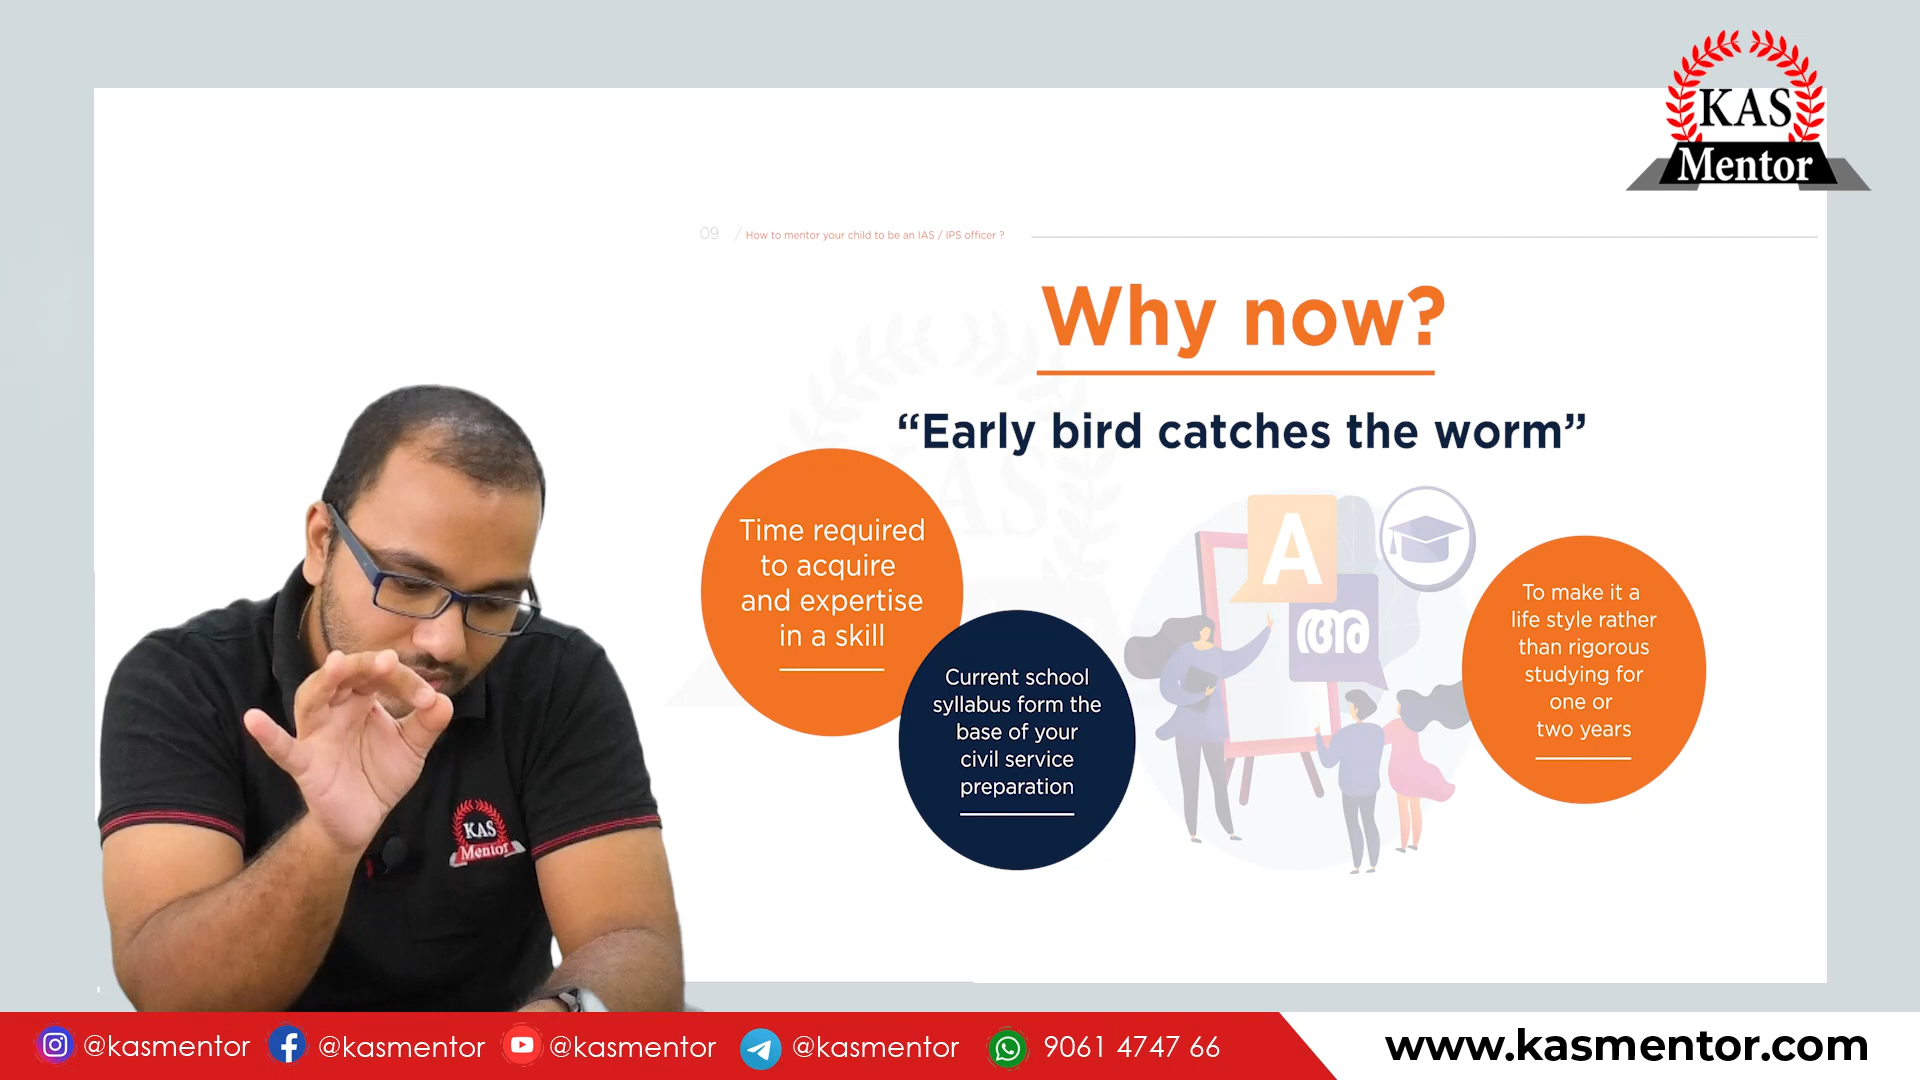 KAS
Mentor
09 / How to mentor your child to be an IAS / IPS officer ?
Why now?
“Early bird catches the worm”
Time required
to acquire
and expertise
in a skill
Current school
syllabus form the
base of your
civil service
preparation
A
അ
To make it a
life style rather
than rigorous
studying for
one or
two years
KAS
Mentor
KAS
@kasmentor @kasmentor @kasmentor @kasmentor 9061 4747 66
www.kasmentor.com